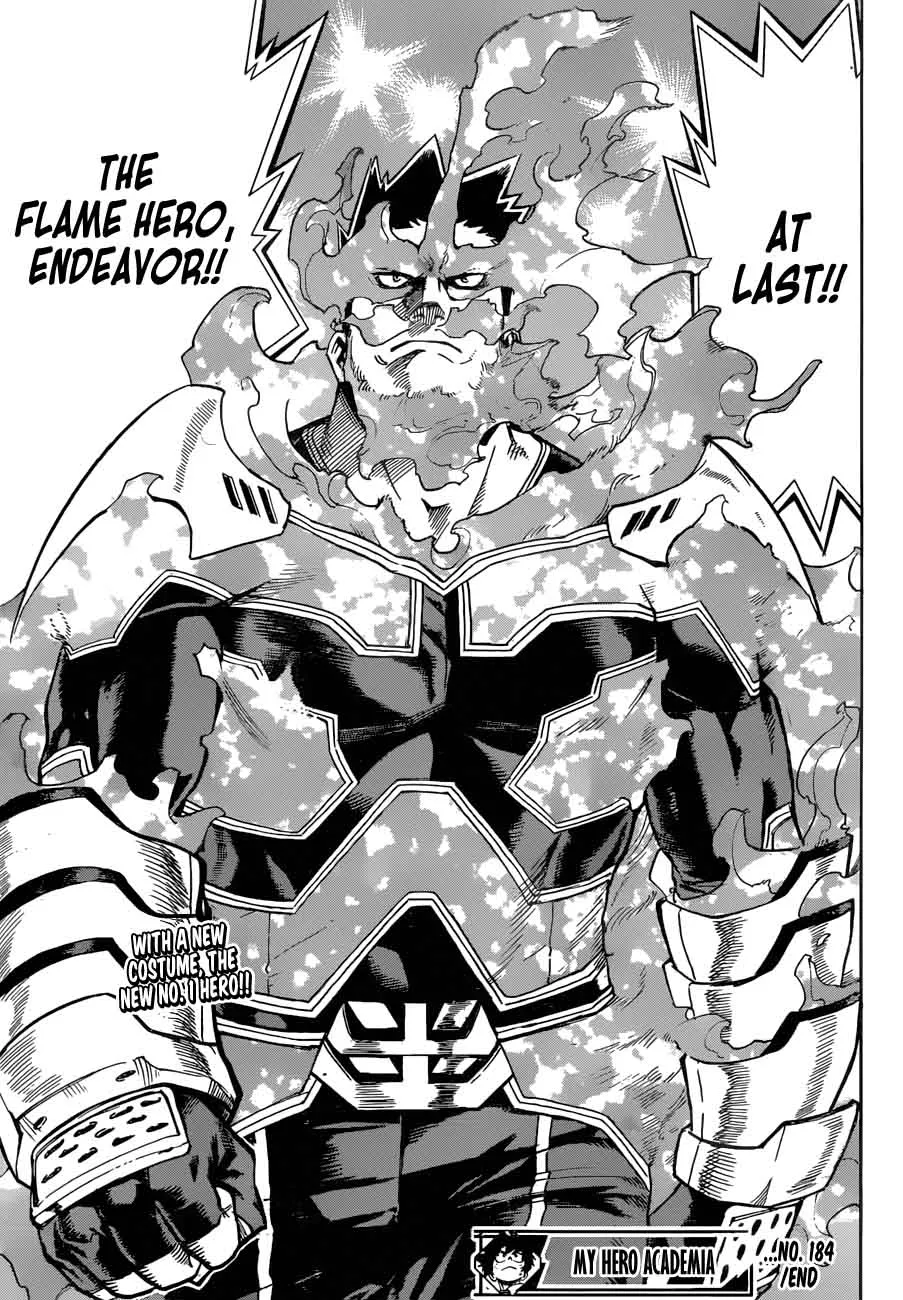 AT
LAST!!
THE
FLAME HERO,
ENDEAVOR!!
WITH A NEW
COSTUME, THE
NEW NO. 1 HERO!!
MY HERO ACADEMIA
...NO. 184
/END